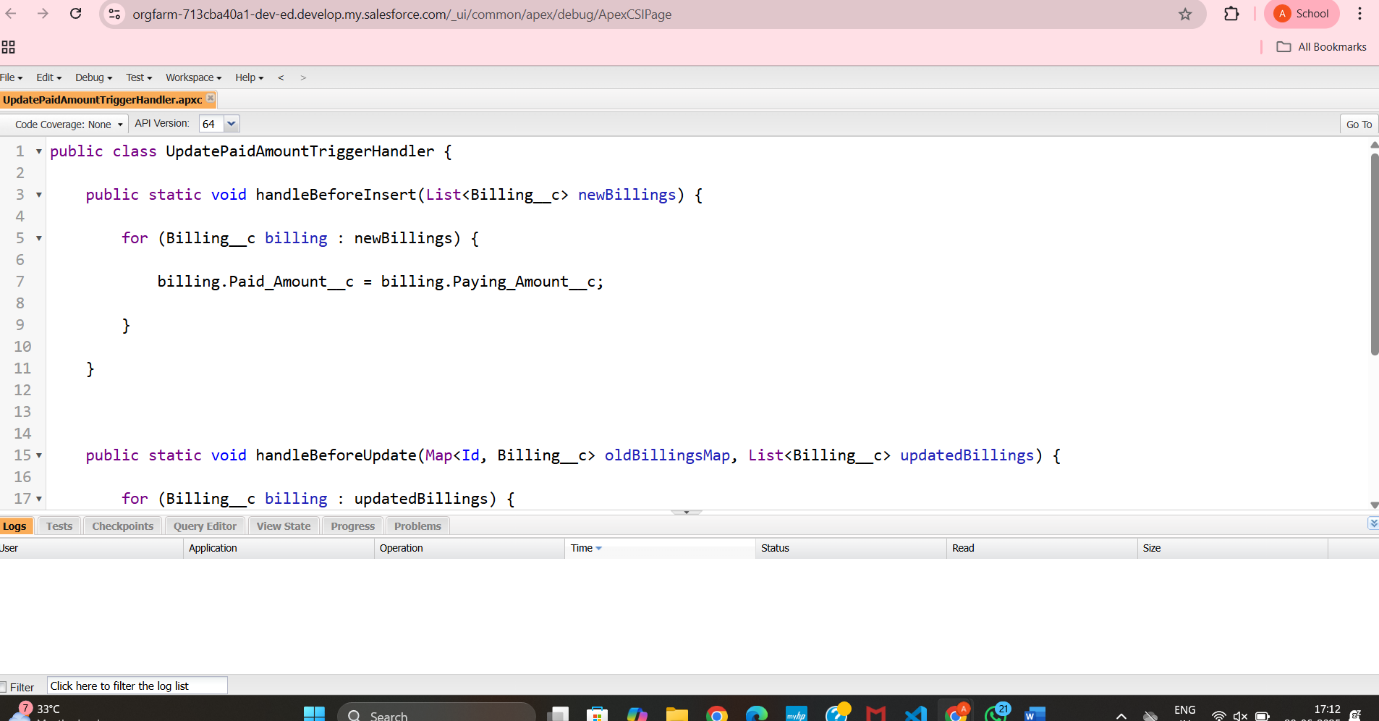 orgfarm-713cba40a1-dev-ed.develop.my.salesforce.com/_ui/common/apex/debug/ApexCSIPage
A School
All Bookmarks
File Edit Debug Test Workspace Help < >
UpdatePaidAmountTriggerHandler.apxc
Code Coverage: None API Version: 64 Go To
1 public class UpdatePaidAmountTriggerHandler {
2
3 public static void handleBeforeInsert(List<Billing__c> newBillings) {
4
5 for (Billing__c billing : newBillings) {
6
7 billing.Paid_Amount__c = billing.Paying_Amount__c;
8
9 }
10
11 }
12
13
14
15 public static void handleBeforeUpdate(Map<Id, Billing__c> oldBillingsMap, List<Billing__c> updatedBillings) {
16
17 for (Billing__c billing : updatedBillings) {
Logs Tests Checkpoints Query Editor View State Progress Problems
User Application Operation Time Status Read Size
Filter Click here to filter the log list
7 33°C
Search
myhp
A
21
W
ENG
17:12